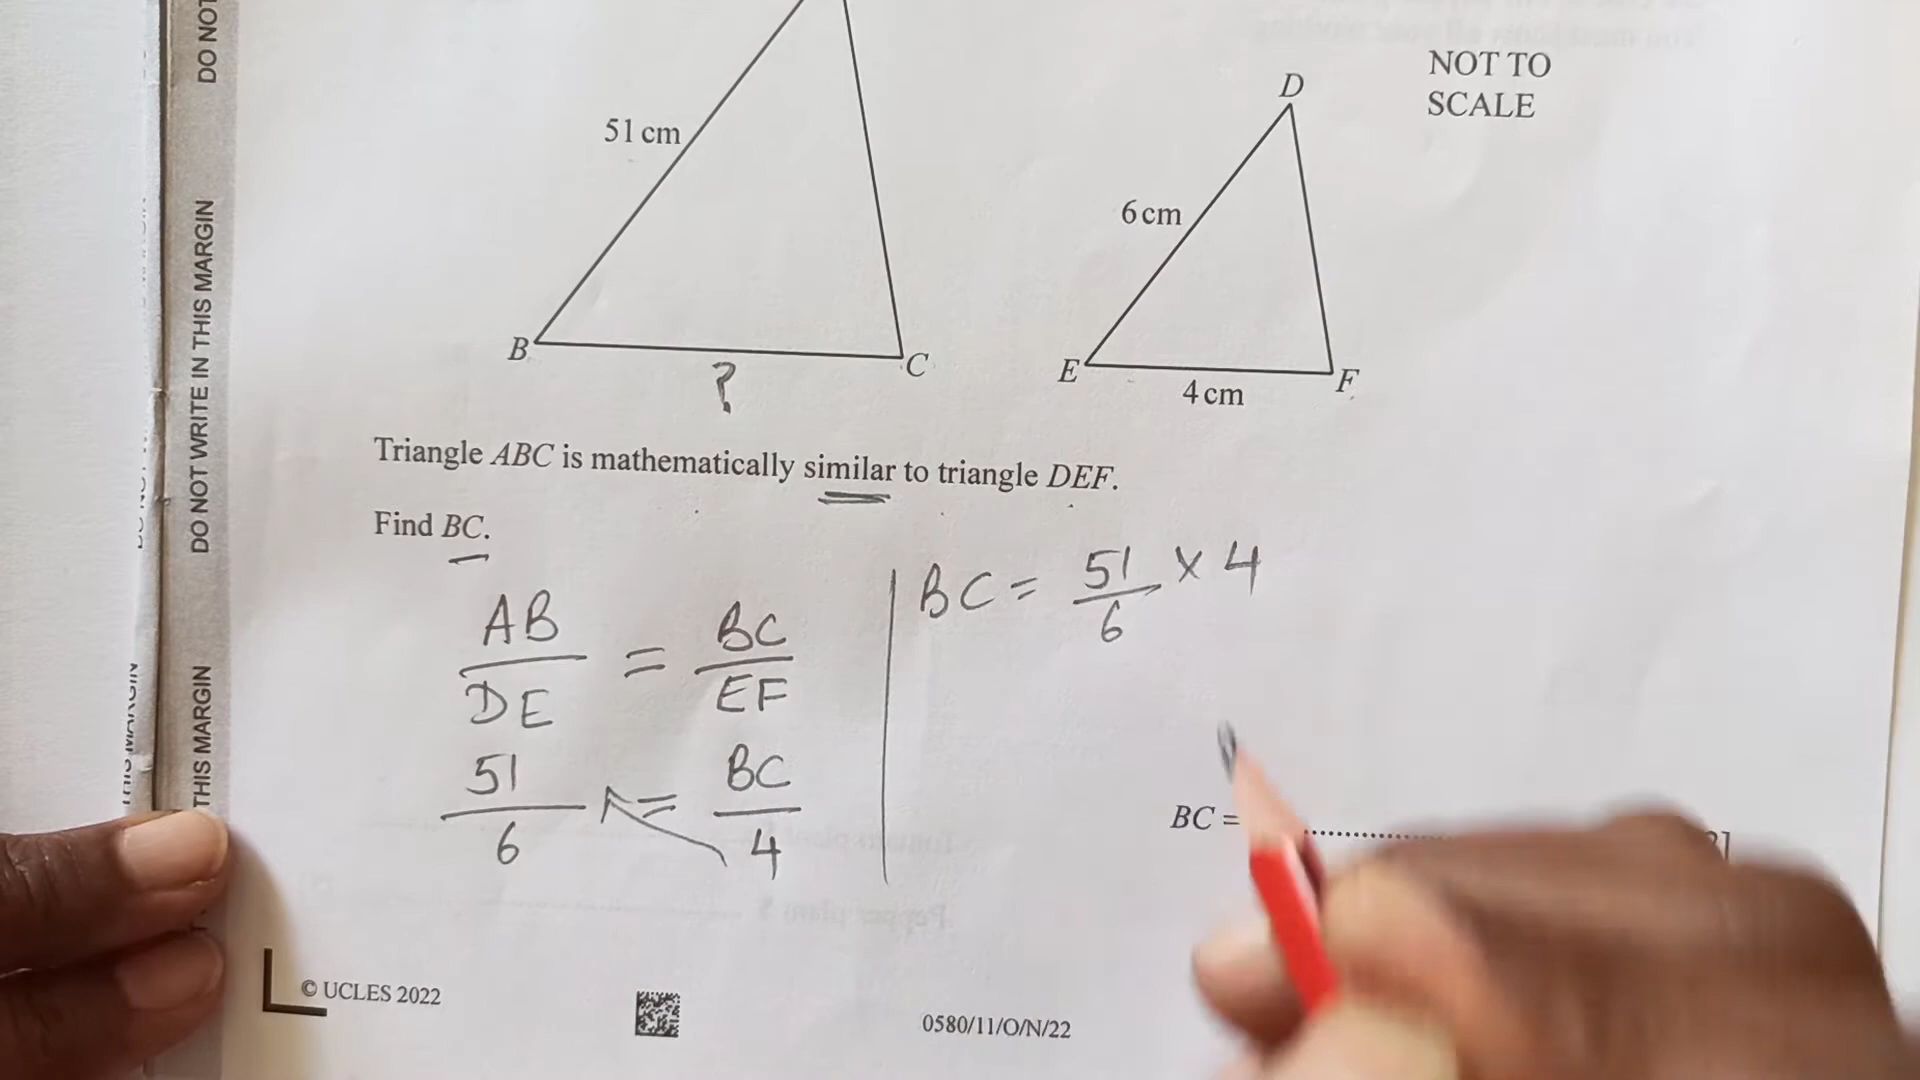 DO NOT
NOT TO
SCALE
D
51 cm
6 cm
B
C
E
F
?
4 cm
DO NOT WRITE IN THIS MARGIN
Triangle ABC is mathematically similar to triangle DEF.
Find BC.
AB
DE
=
BC
EF
51
6
=
BC
4
BC = 51
6
× 4
THIS MARGIN
BC =
© UCLES 2022
0580/11/O/N/22